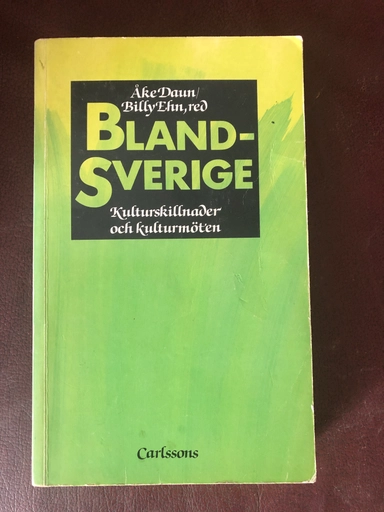 Åke Daun/
Billy Ehn, red
BLAND-
SVERIGE
Kulturskillnader
och kulturmöten
Carlssons